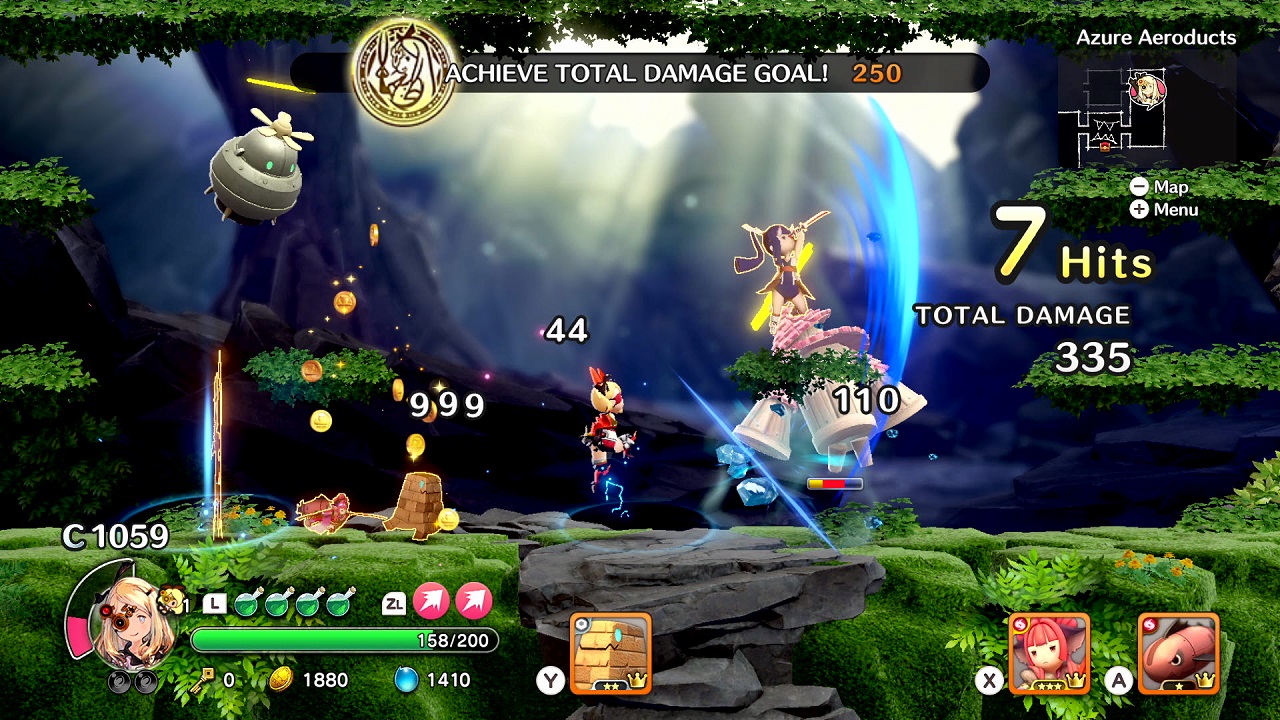 Azure Aeroducts
ACHIEVE TOTAL DAMAGE GOAL! 250
− Map
+ Menu
7 Hits
TOTAL DAMAGE
335
44
999
110
C 1059
1 L ZL
158/200
0 1880 1410
Y X A